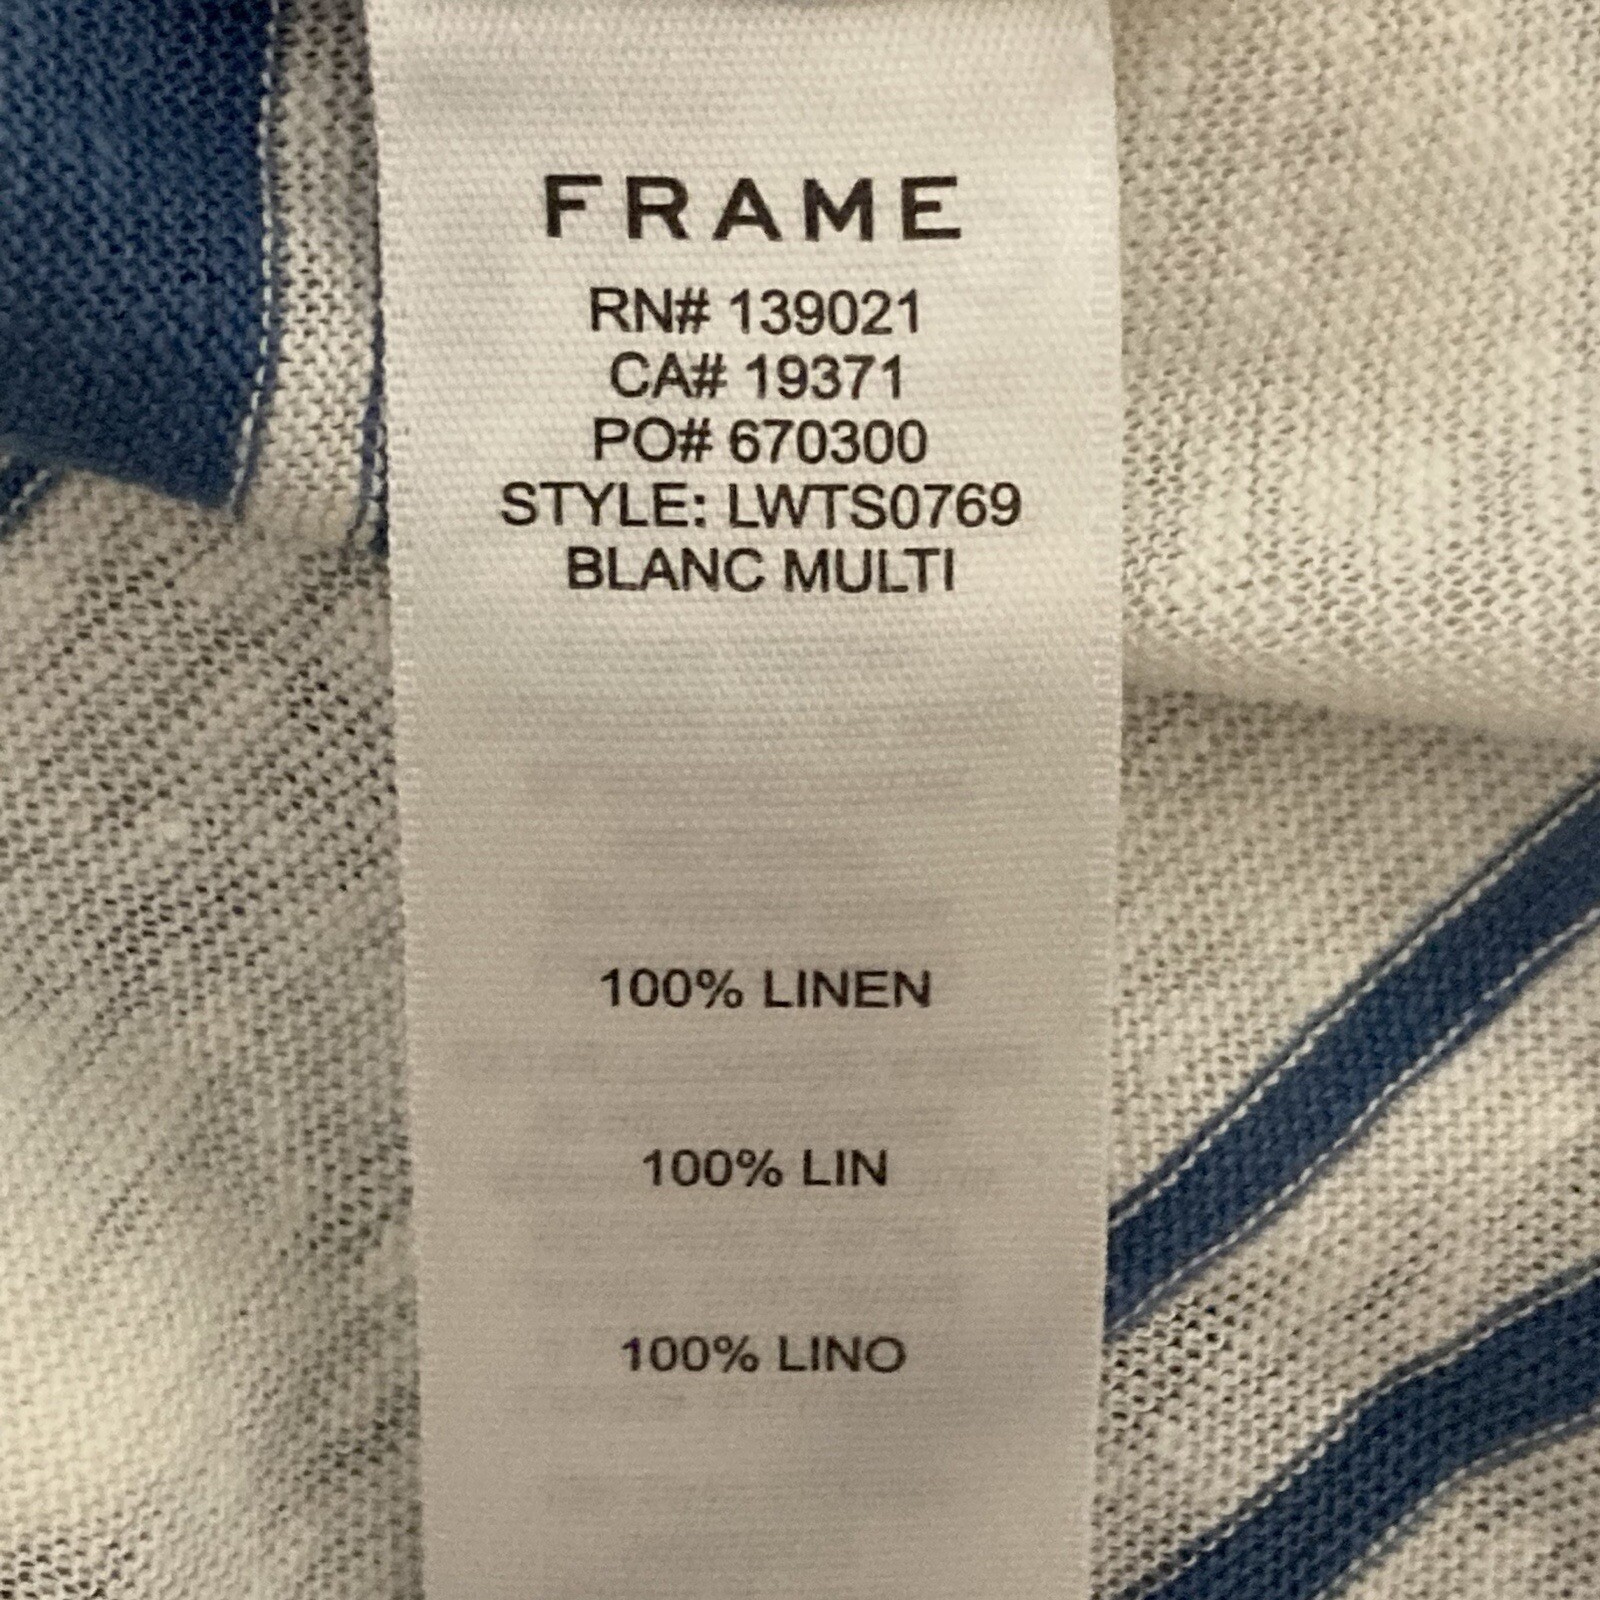 FRAME
RN# 139021
CA# 19371
PO# 670300
STYLE: LWTS0769
BLANC MULTI
100% LINEN
100% LIN
100% LINO